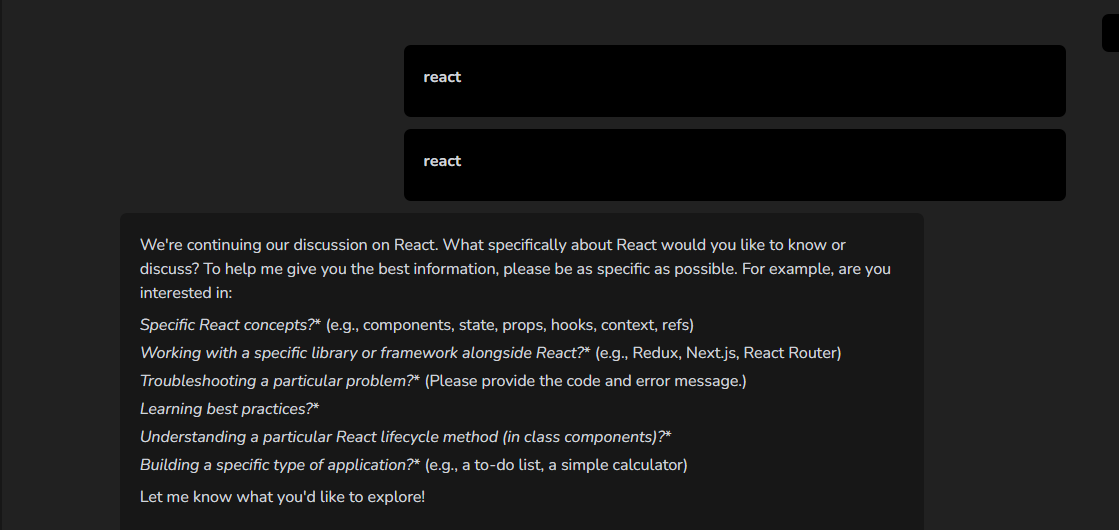 react
react
We're continuing our discussion on React. What specifically about React would you like to know or
discuss? To help me give you the best information, please be as specific as possible. For example, are you
interested in:
Specific React concepts?* (e.g., components, state, props, hooks, context, refs)
Working with a specific library or framework alongside React?* (e.g., Redux, Next.js, React Router)
Troubleshooting a particular problem?* (Please provide the code and error message.)
Learning best practices?*
Understanding a particular React lifecycle method (in class components)?*
Building a specific type of application?* (e.g., a to-do list, a simple calculator)
Let me know what you'd like to explore!